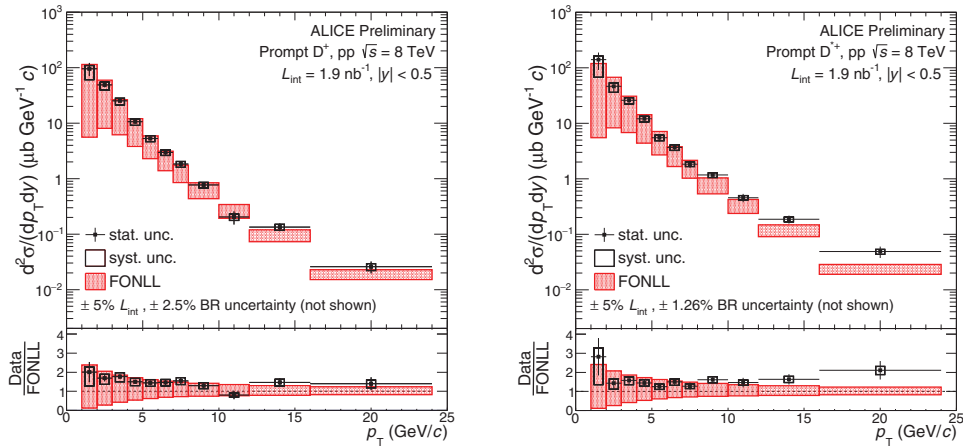 ALICE Preliminary
Prompt D⁺, pp √s = 8 TeV
L_int = 1.9 nb⁻¹, |y| < 0.5
d²σ/(dp_T dy) (μb GeV⁻¹ c)
10³
10²
10
1
10⁻¹
10⁻²
stat. unc.
syst. unc.
FONLL
± 5% L_int , ± 2.5% BR uncertainty (not shown)
Data
FONLL
4
3
2
1
0
0 5 10 15 20 25
p_T (GeV/c)
ALICE Preliminary
Prompt D*⁺, pp √s = 8 TeV
L_int = 1.9 nb⁻¹, |y| < 0.5
d²σ/(dp_T dy) (μb GeV⁻¹ c)
10³
10²
10
1
10⁻¹
10⁻²
stat. unc.
syst. unc.
FONLL
± 5% L_int , ± 1.26% BR uncertainty (not shown)
Data
FONLL
4
3
2
1
0
0 5 10 15 20 25
p_T (GeV/c)